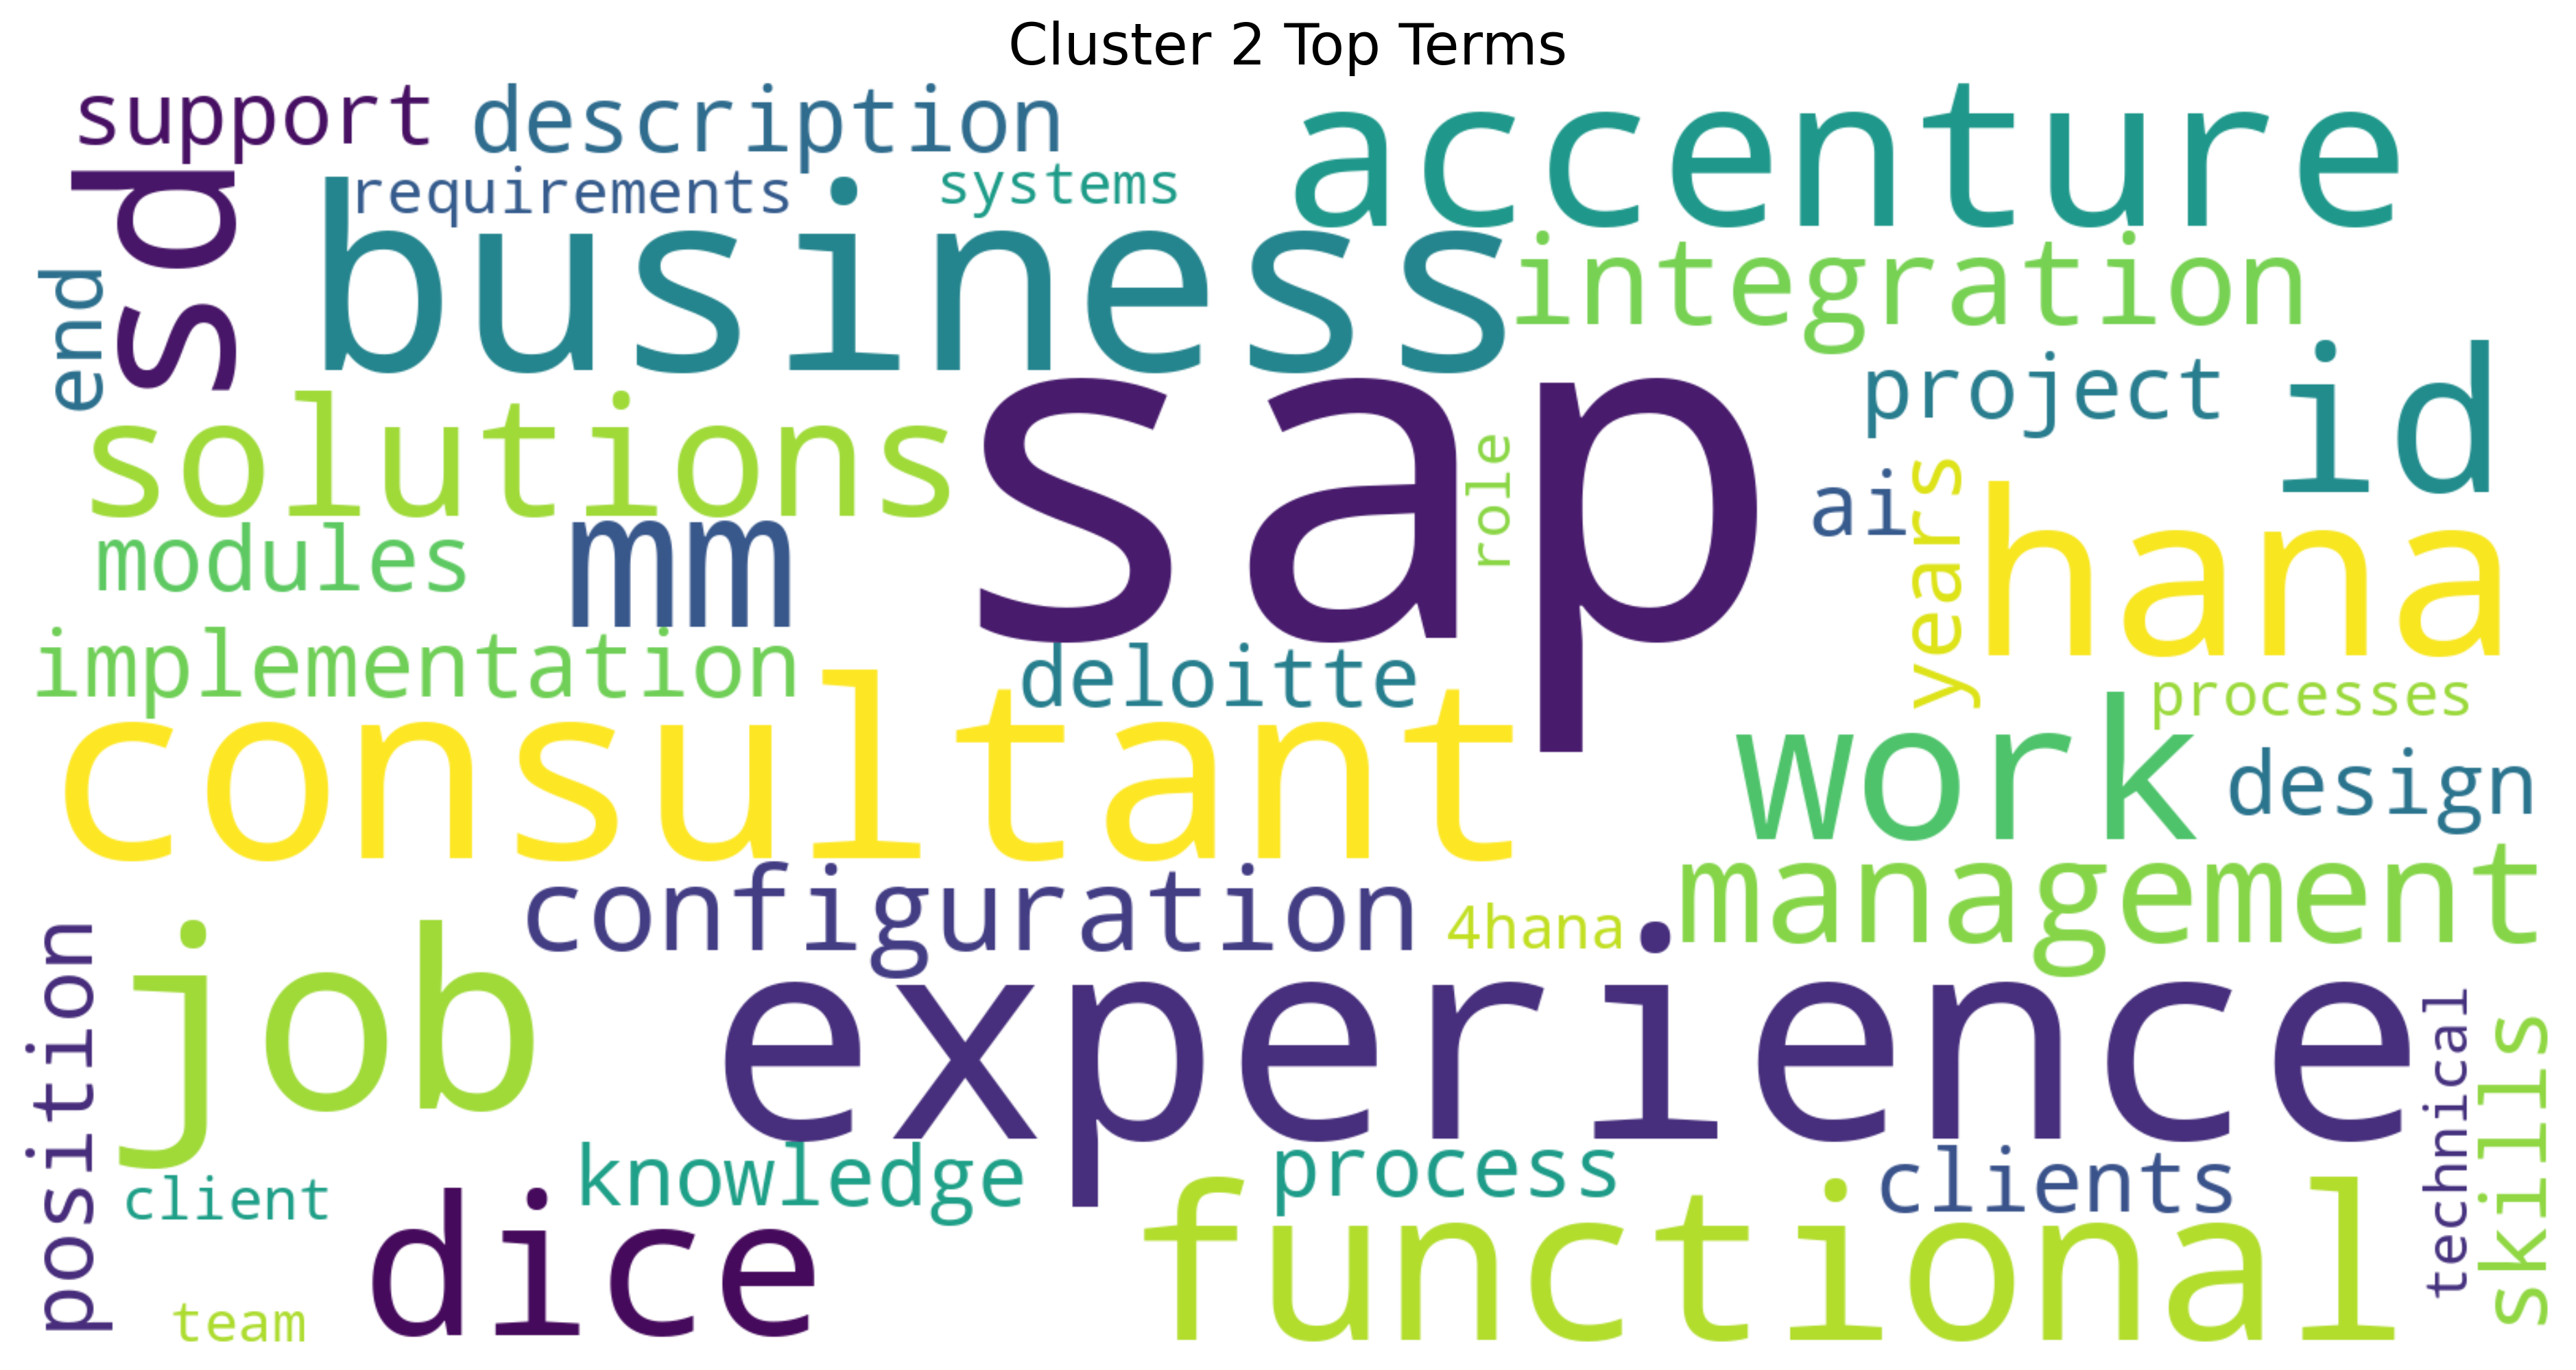 Cluster 2 Top Terms
support
description
accenture
requirements
systems
sd
business
integration
end
solutions
sap
role
project
id
ai
years
hana
modules
mm
implementation
deloitte
processes
consultant
work
design
configuration
4hana
management
position
job
experience
technical
skills
client
knowledge
process
clients
dice
functional
team